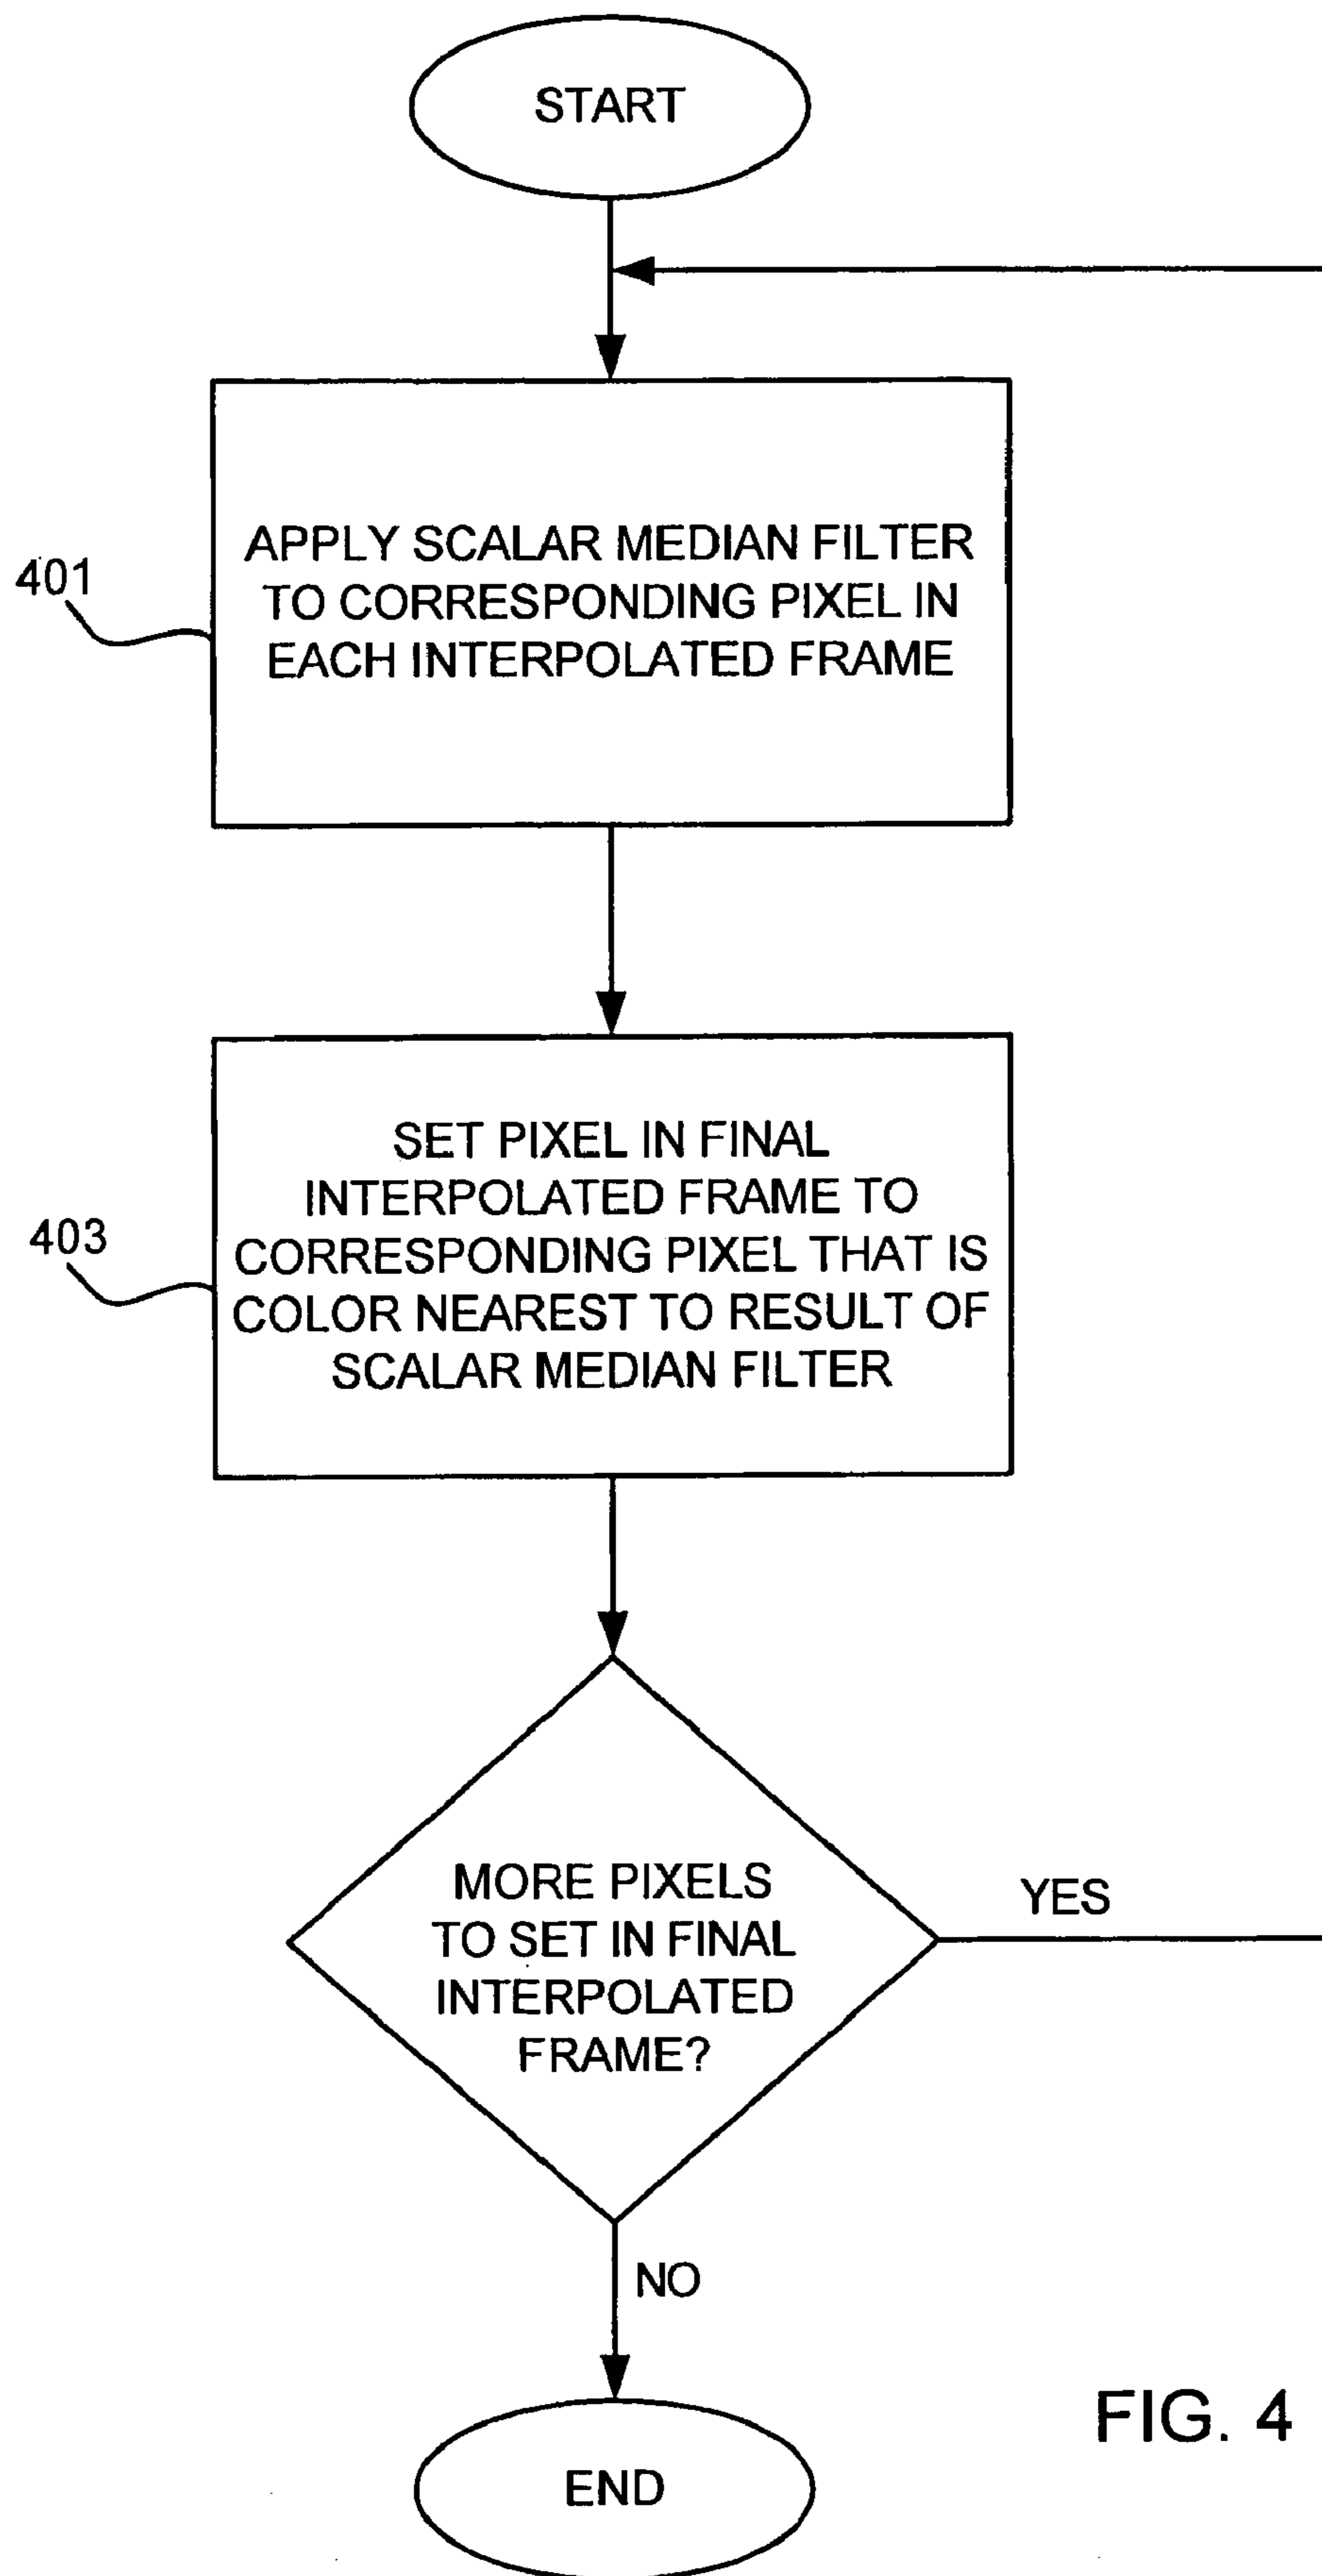 START
401
APPLY SCALAR MEDIAN FILTER
TO CORRESPONDING PIXEL IN
EACH INTERPOLATED FRAME
403
SET PIXEL IN FINAL
INTERPOLATED FRAME TO
CORRESPONDING PIXEL THAT IS
COLOR NEAREST TO RESULT OF
SCALAR MEDIAN FILTER
MORE PIXELS
TO SET IN FINAL
INTERPOLATED
FRAME?
YES
NO
END
FIG. 4